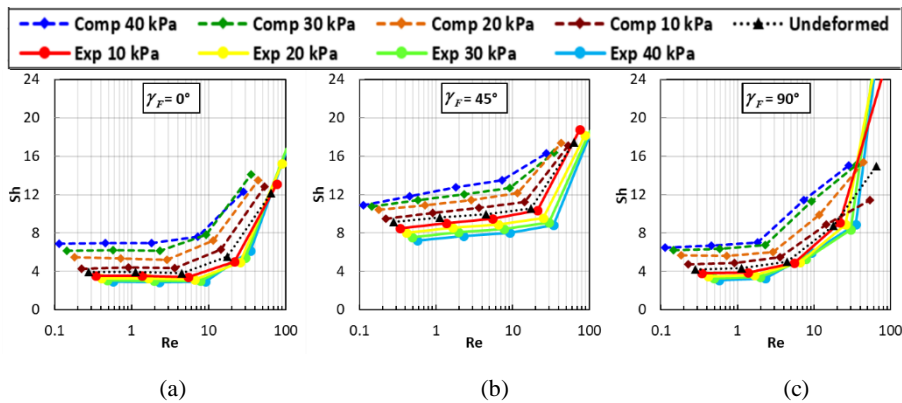 Comp 40 kPa Comp 30 kPa Comp 20 kPa Comp 10 kPa Undeformed
Exp 10 kPa Exp 20 kPa Exp 30 kPa Exp 40 kPa
24 24 24
20 20 20
16 16 16
12 12 12
8 8 8
4 4 4
0 0 0
Sh Sh Sh
γF = 0° γF = 45° γF = 90°
0.1 1 10 100 0.1 1 10 100 0.1 1 10 100
Re Re Re
(a) (b) (c)